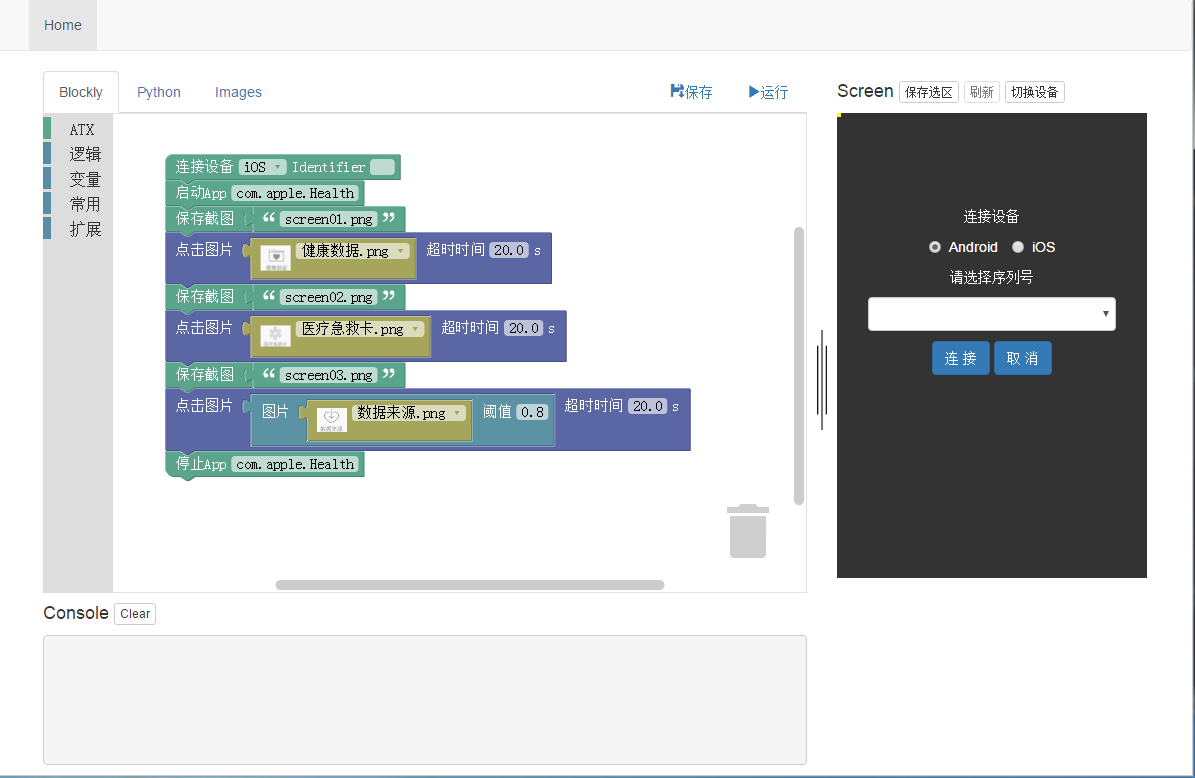 Home
Blockly Python Images 保存 运行
Screen 保存选区 刷新 切换设备
ATX
逻辑
变量
常用
扩展
连接设备 iOS Identifier
启动App com.apple.Health
保存截图 “ screen01.png ”
点击图片 健康数据.png 超时时间 20.0 s
保存截图 “ screen02.png ”
点击图片 医疗急救卡.png 超时时间 20.0 s
保存截图 “ screen03.png ”
点击图片 图片 数据来源.png 阈值 0.8 超时时间 20.0 s
数据来源
停止App com.apple.Health
连接设备
Android iOS
请选择序列号
连 接 取 消
Console Clear